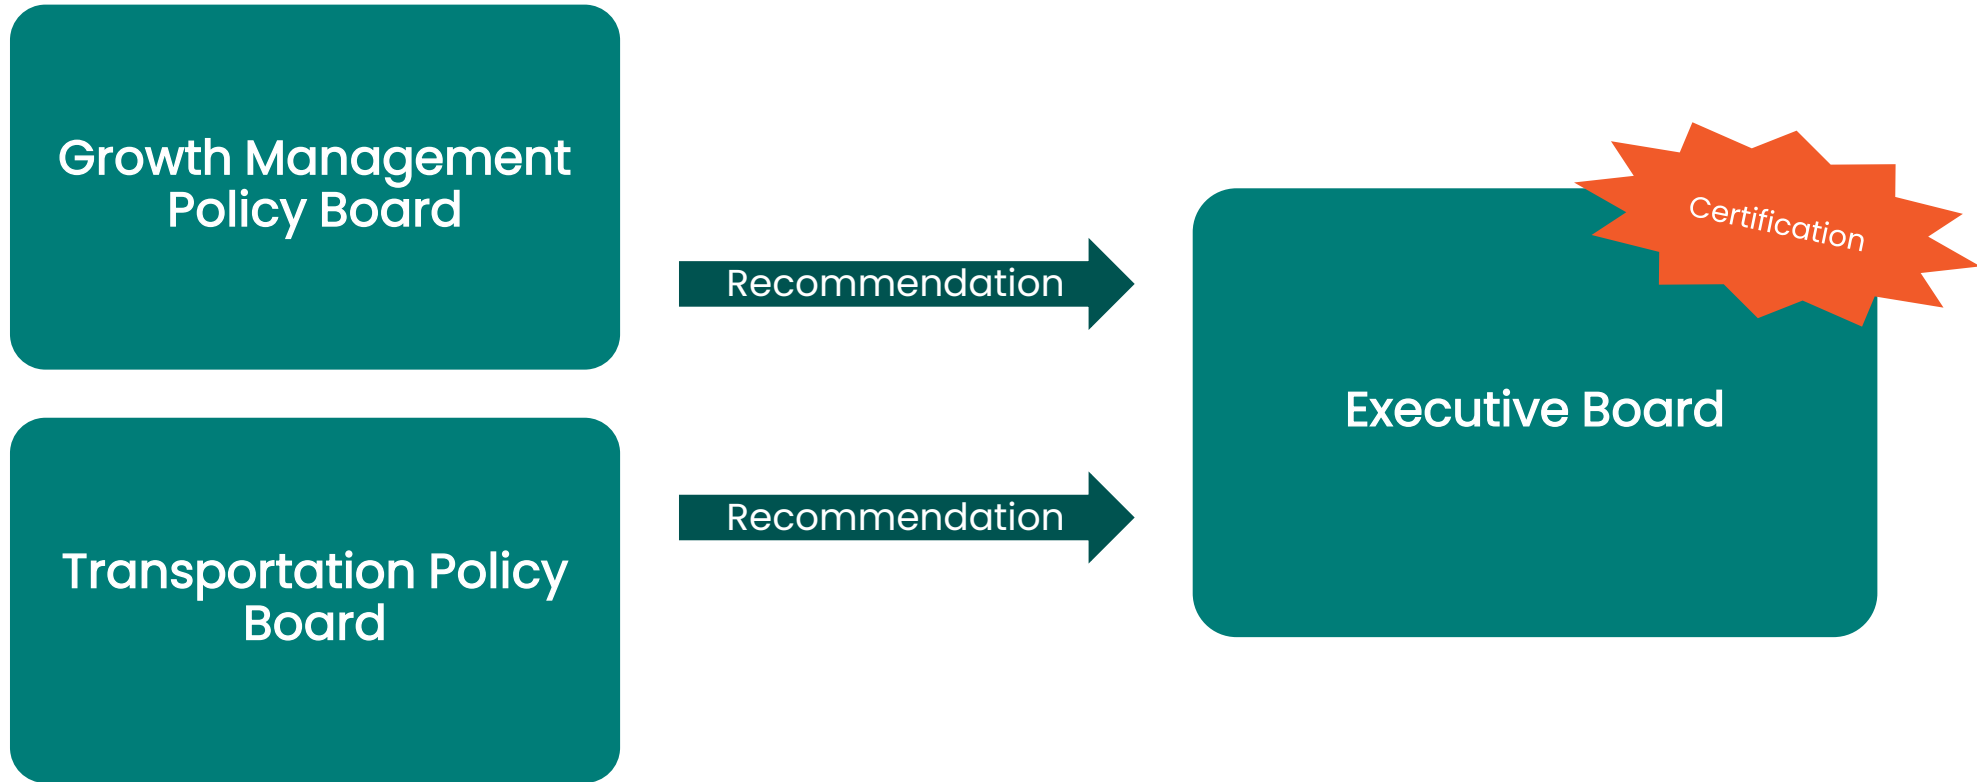 Growth Management
Policy Board
Recommendation
Certification
Executive Board
Recommendation
Transportation Policy
Board